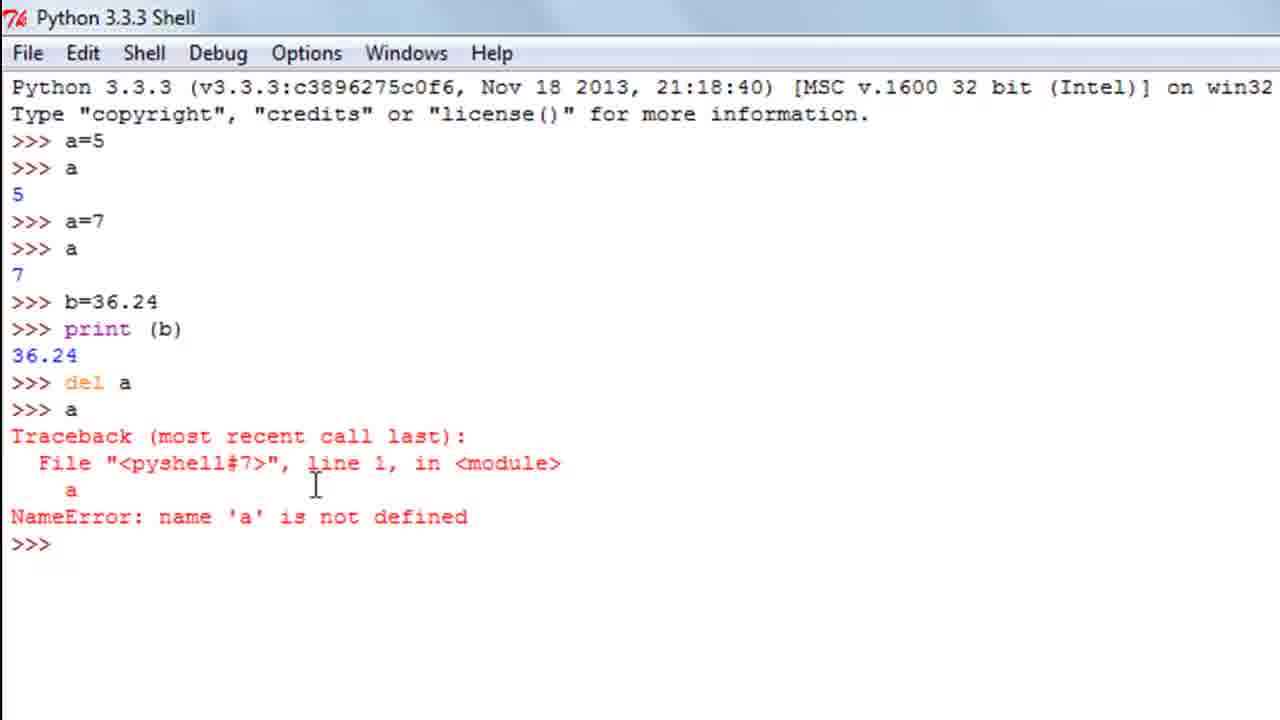 Python 3.3.3 Shell
File Edit Shell Debug Options Windows Help
Python 3.3.3 (v3.3.3:c3896275c0f6, Nov 18 2013, 21:18:40) [MSC v.1600 32 bit (Intel)] on win32
Type "copyright", "credits" or "license()" for more information.
>>> a=5
>>> a
5
>>> a=7
>>> a
7
>>> b=36.24
>>> print (b)
36.24
>>> del a
>>> a
Traceback (most recent call last):
  File "<pyshell#7>", line 1, in <module>
    a
NameError: name 'a' is not defined
>>>